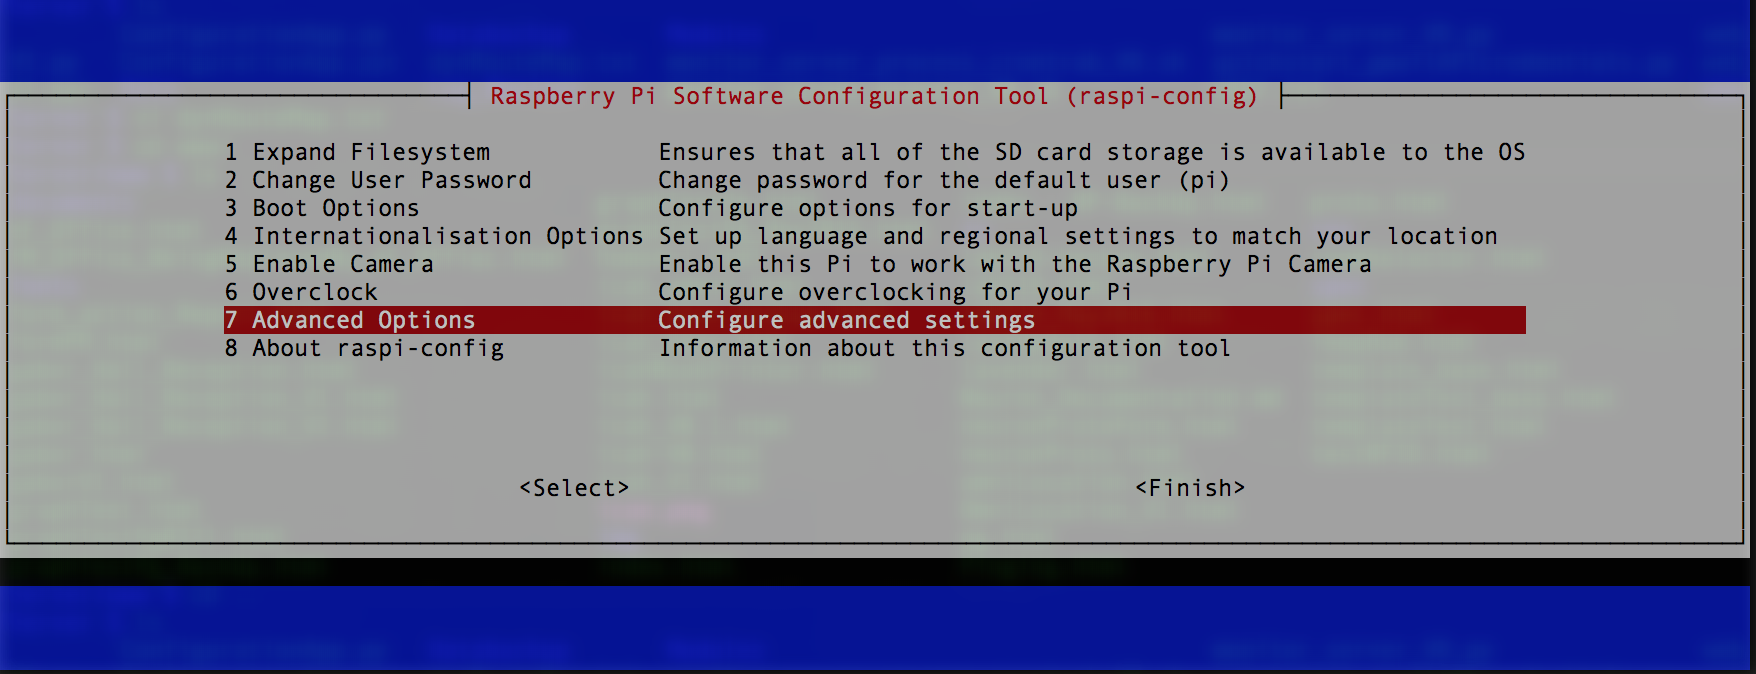 Raspberry Pi Software Configuration Tool (raspi-config)
1 Expand Filesystem Ensures that all of the SD card storage is available to the OS
2 Change User Password Change password for the default user (pi)
3 Boot Options Configure options for start-up
4 Internationalisation Options Set up language and regional settings to match your location
5 Enable Camera Enable this Pi to work with the Raspberry Pi Camera
6 Overclock Configure overclocking for your Pi
7 Advanced Options Configure advanced settings
8 About raspi-config Information about this configuration tool
<Select> <Finish>